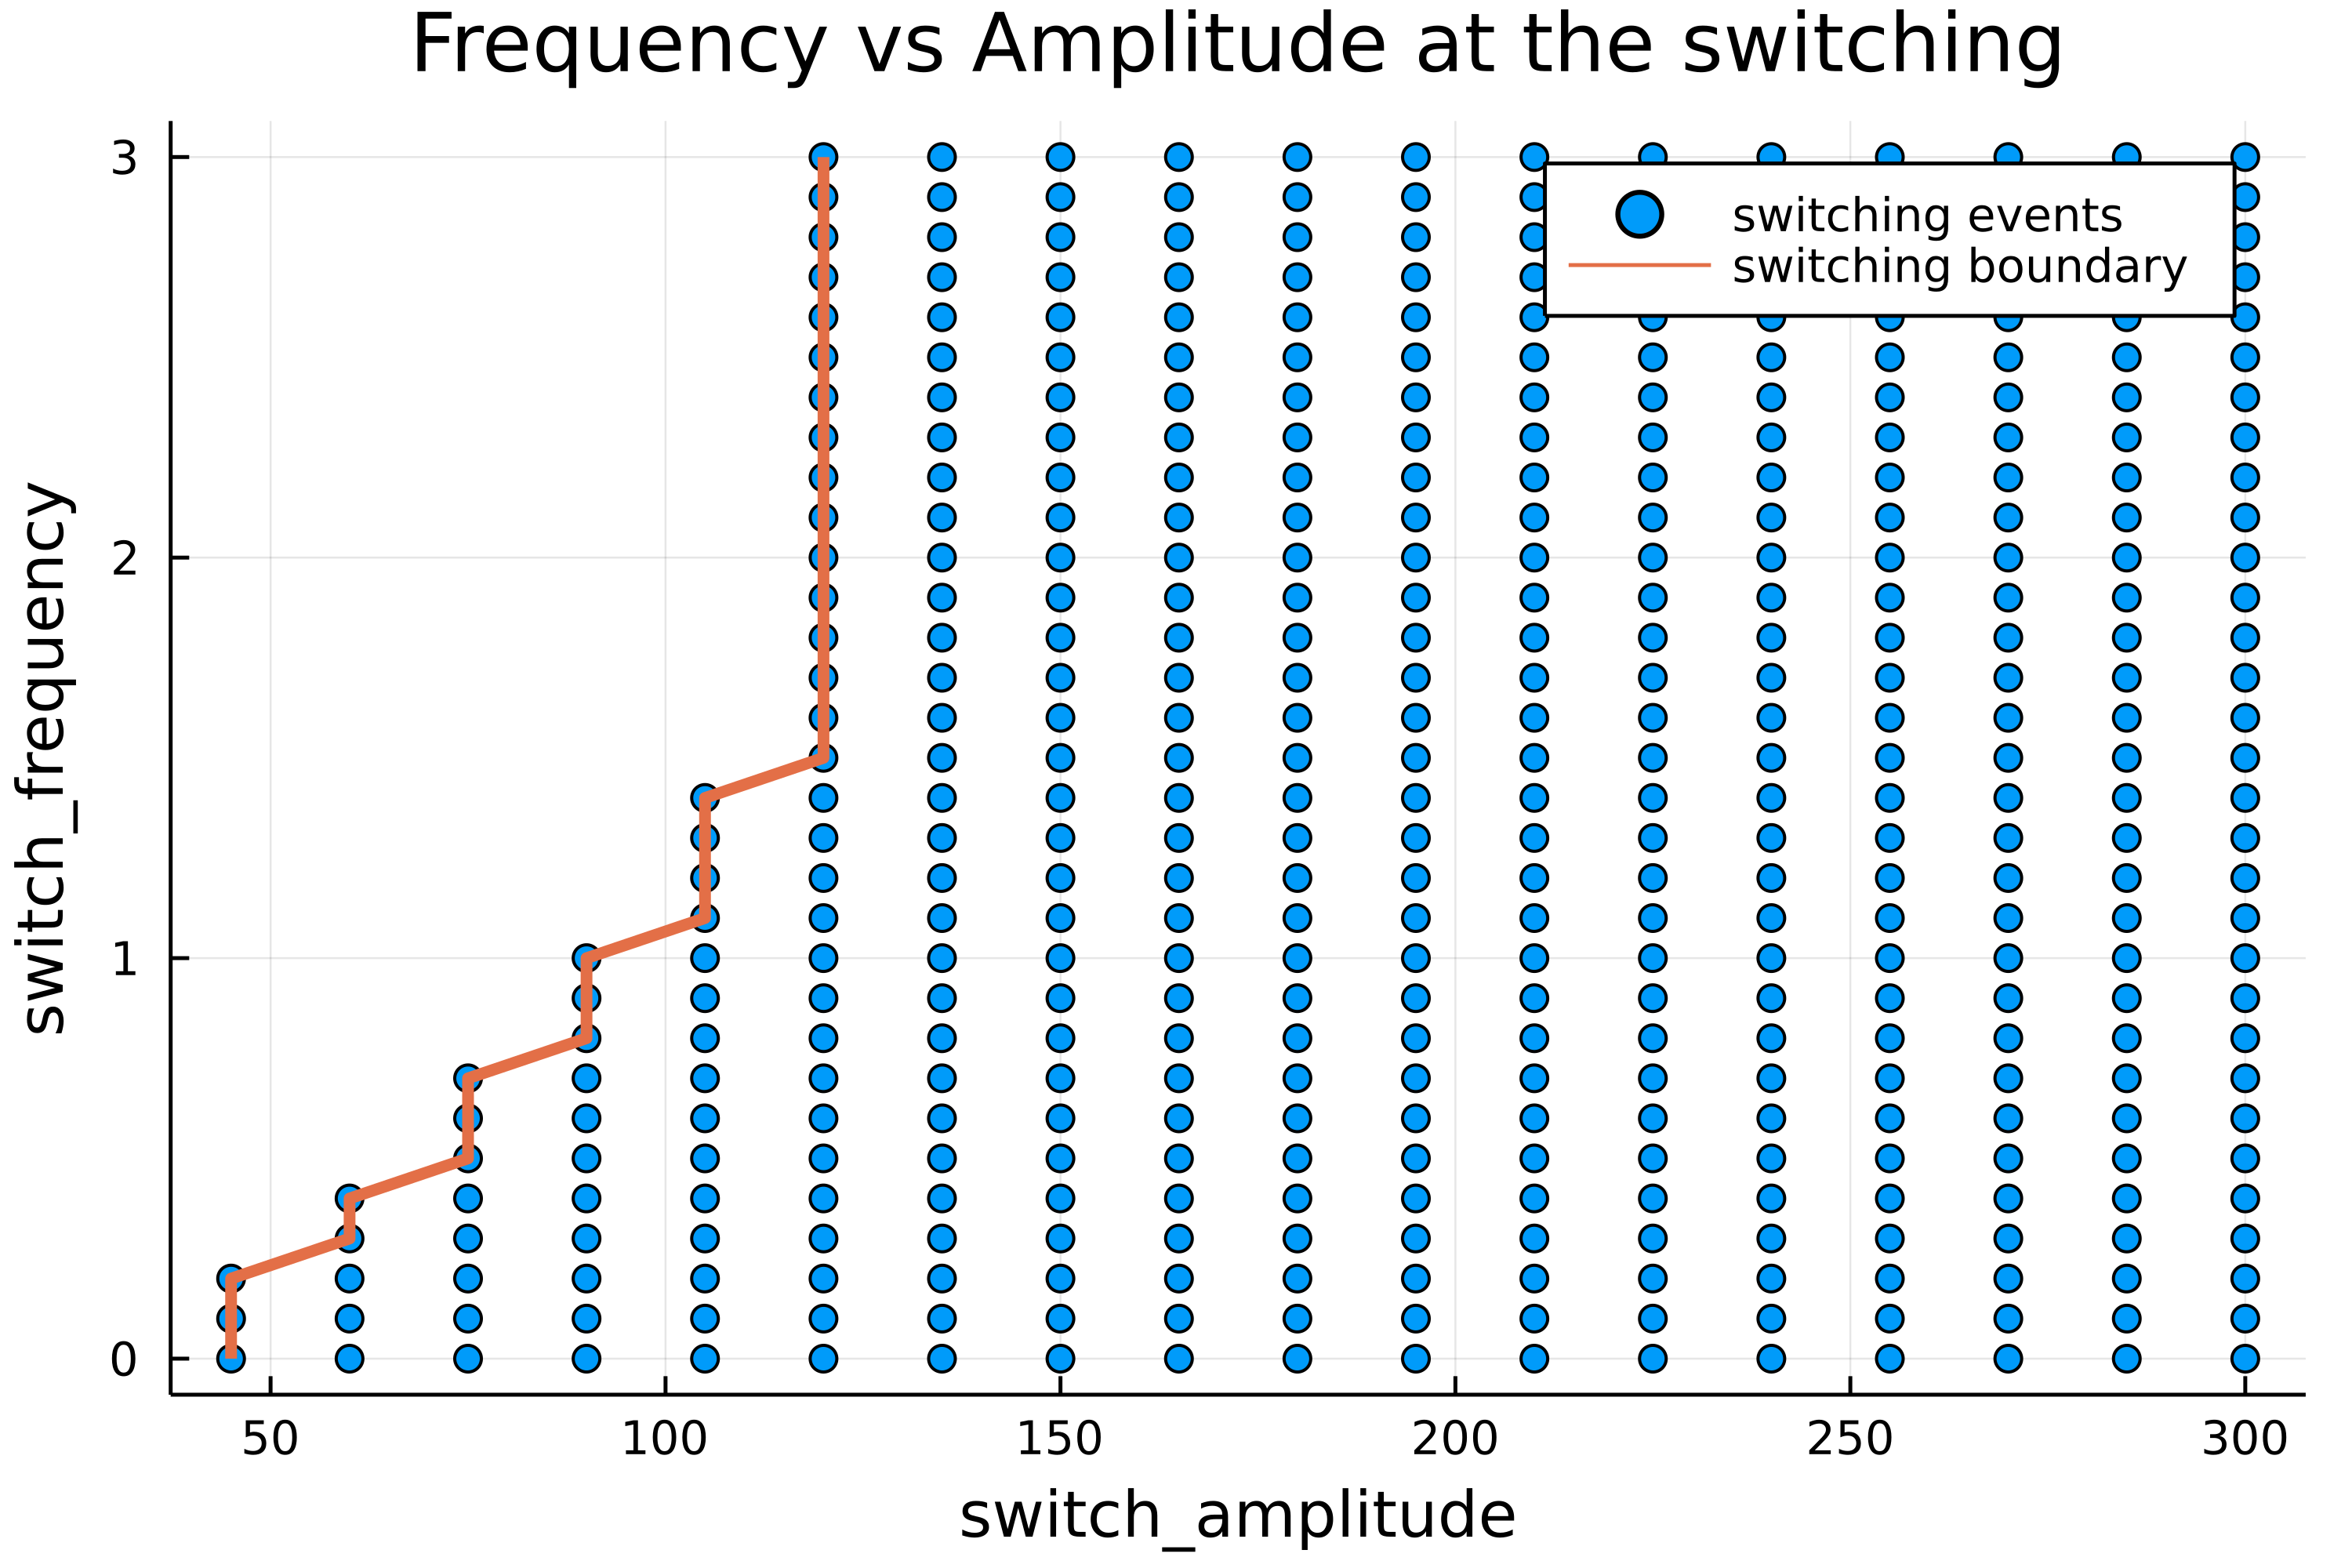 Frequency vs Amplitude at the switching
switching events
switching boundary
switch_frequency
3
2
1
0
50 100 150 200 250 300
switch_amplitude